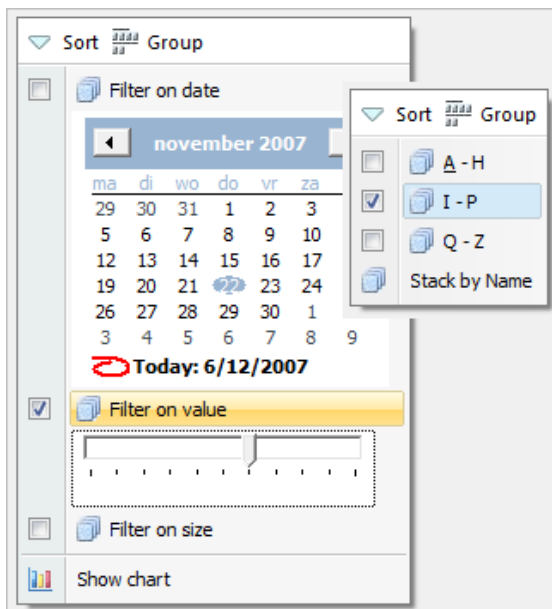 Sort Group
Filter on date
november 2007
ma di wo do vr za
29 30 31 1 2 3
5 6 7 8 9 10
12 13 14 15 16 17
19 20 21 22 23 24
26 27 28 29 30 1
3 4 5 6 7 8 9
Today: 6/12/2007
Filter on value
Filter on size
Show chart
Sort Group
A - H
I - P
Q - Z
Stack by Name